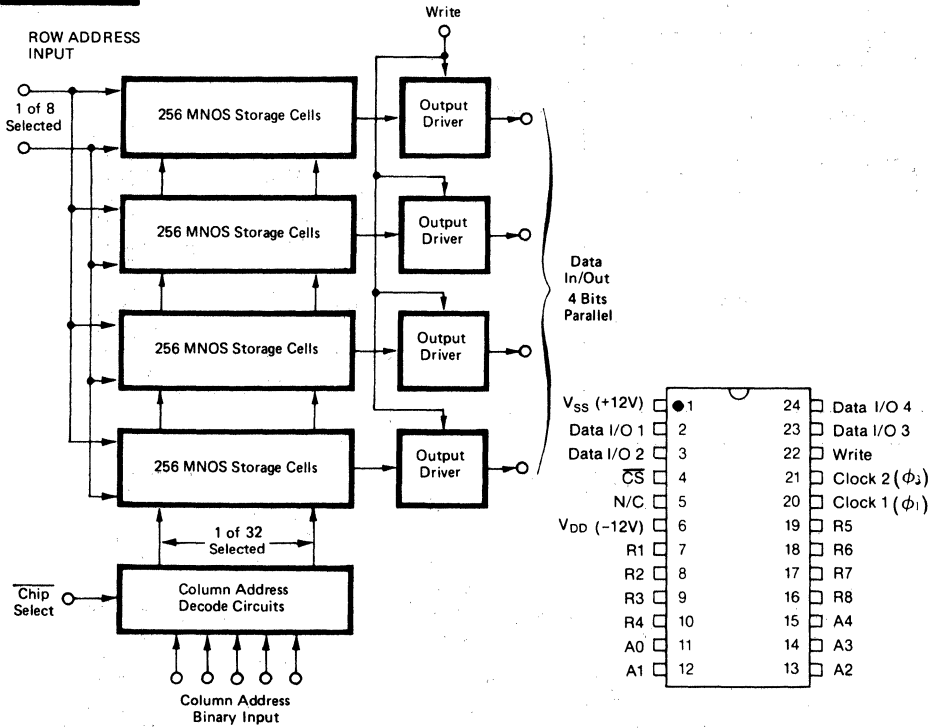 Write
ROW ADDRESS
INPUT
1 of 8
Selected
256 MNOS Storage Cells
Output
Driver
256 MNOS Storage Cells
Output
Driver
256 MNOS Storage Cells
Output
Driver
256 MNOS Storage Cells
Output
Driver
Data
In/Out
4 Bits
Parallel
1 of 32
Selected
Chip
Select
Column Address
Decode Circuits
Column Address
Binary Input
VSS (+12V) 1 24 Data I/O 4
Data I/O 1 2 23 Data I/O 3
Data I/O 2 3 22 Write
CS 4 21 Clock 2 (ϕ2)
N/C 5 20 Clock 1 (ϕ1)
VDD (−12V) 6 19 R5
R1 7 18 R6
R2 8 17 R7
R3 9 16 R8
R4 10 15 A4
A0 11 14 A3
A1 12 13 A2